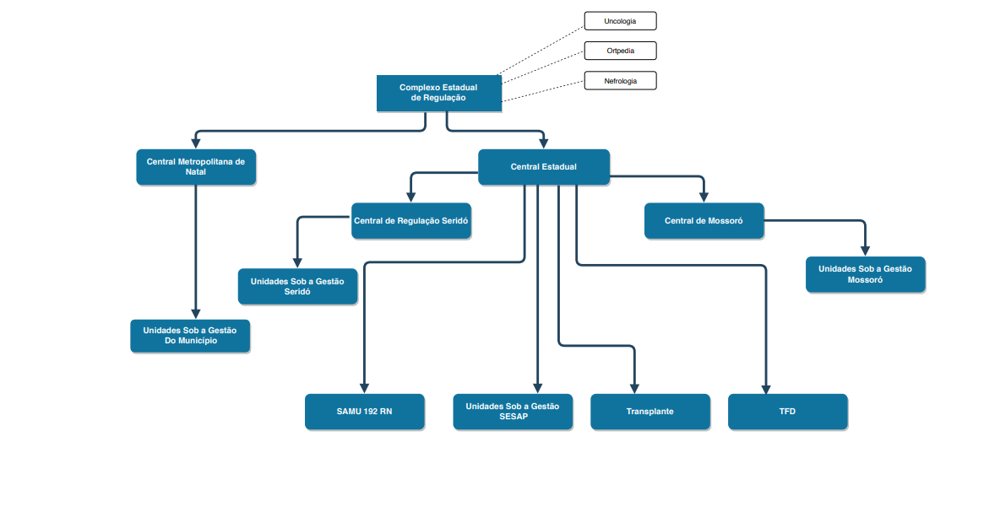 Uncologia
Ortpedia
Nefrologia
Complexo Estadual
de Regulação
Central Metropolitana de
Natal
Central Estadual
Central de Regulação Seridó
Central de Mossoró
Unidades Sob a Gestão
Seridó
Unidades Sob a Gestão
Mossoró
Unidades Sob a Gestão
Do Município
SAMU 192 RN
Unidades Sob a Gestão
SESAP
Transplante
TFD